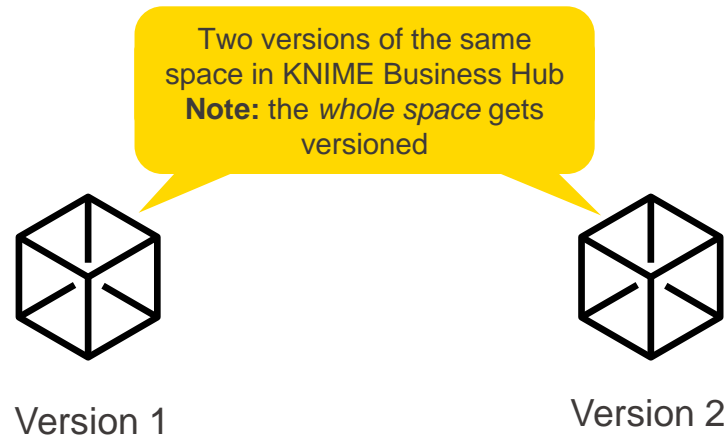 Two versions of the same
space in KNIME Business Hub
Note: the whole space gets
versioned
Version 1
Version 2